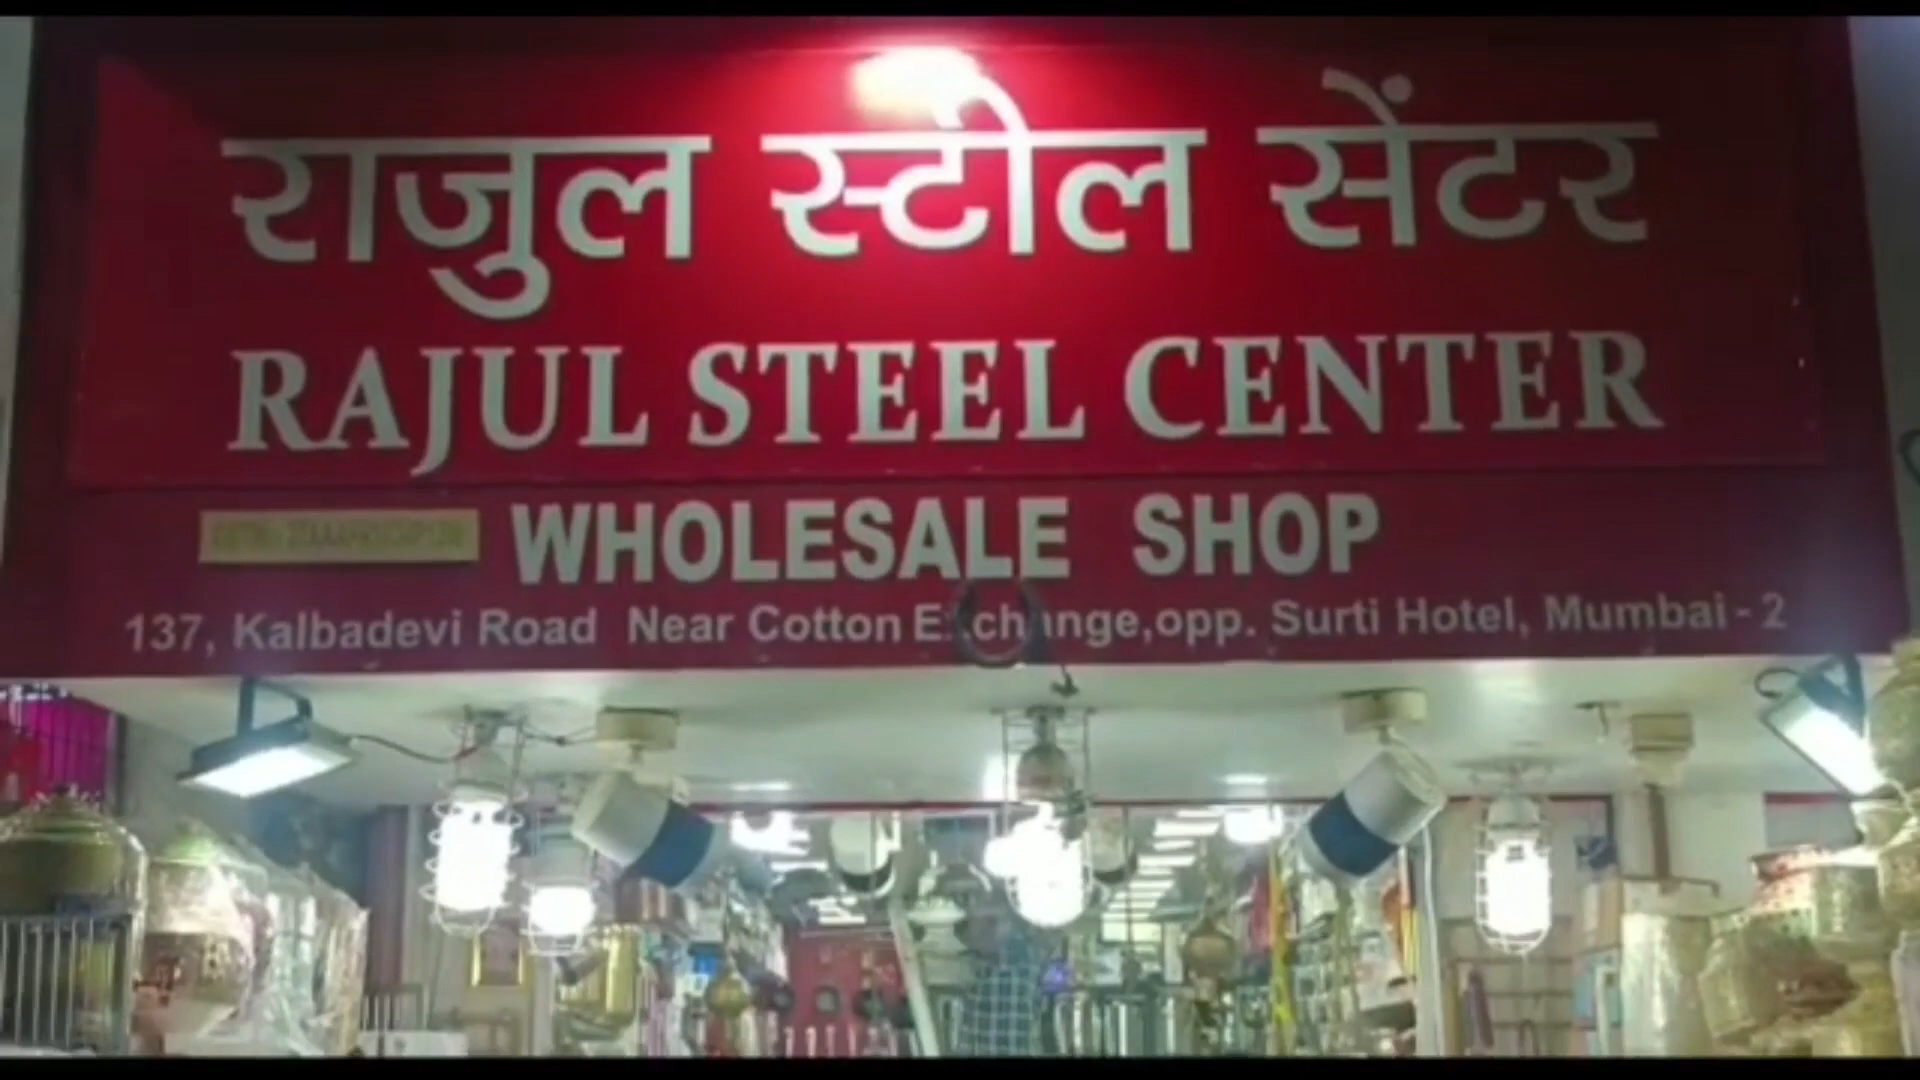 राजुल स्टील सेंटर
RAJUL STEEL CENTER
WHOLESALE SHOP
137, Kalbadevi Road Near Cotton Exchange,opp. Surti Hotel, Mumbai - 2